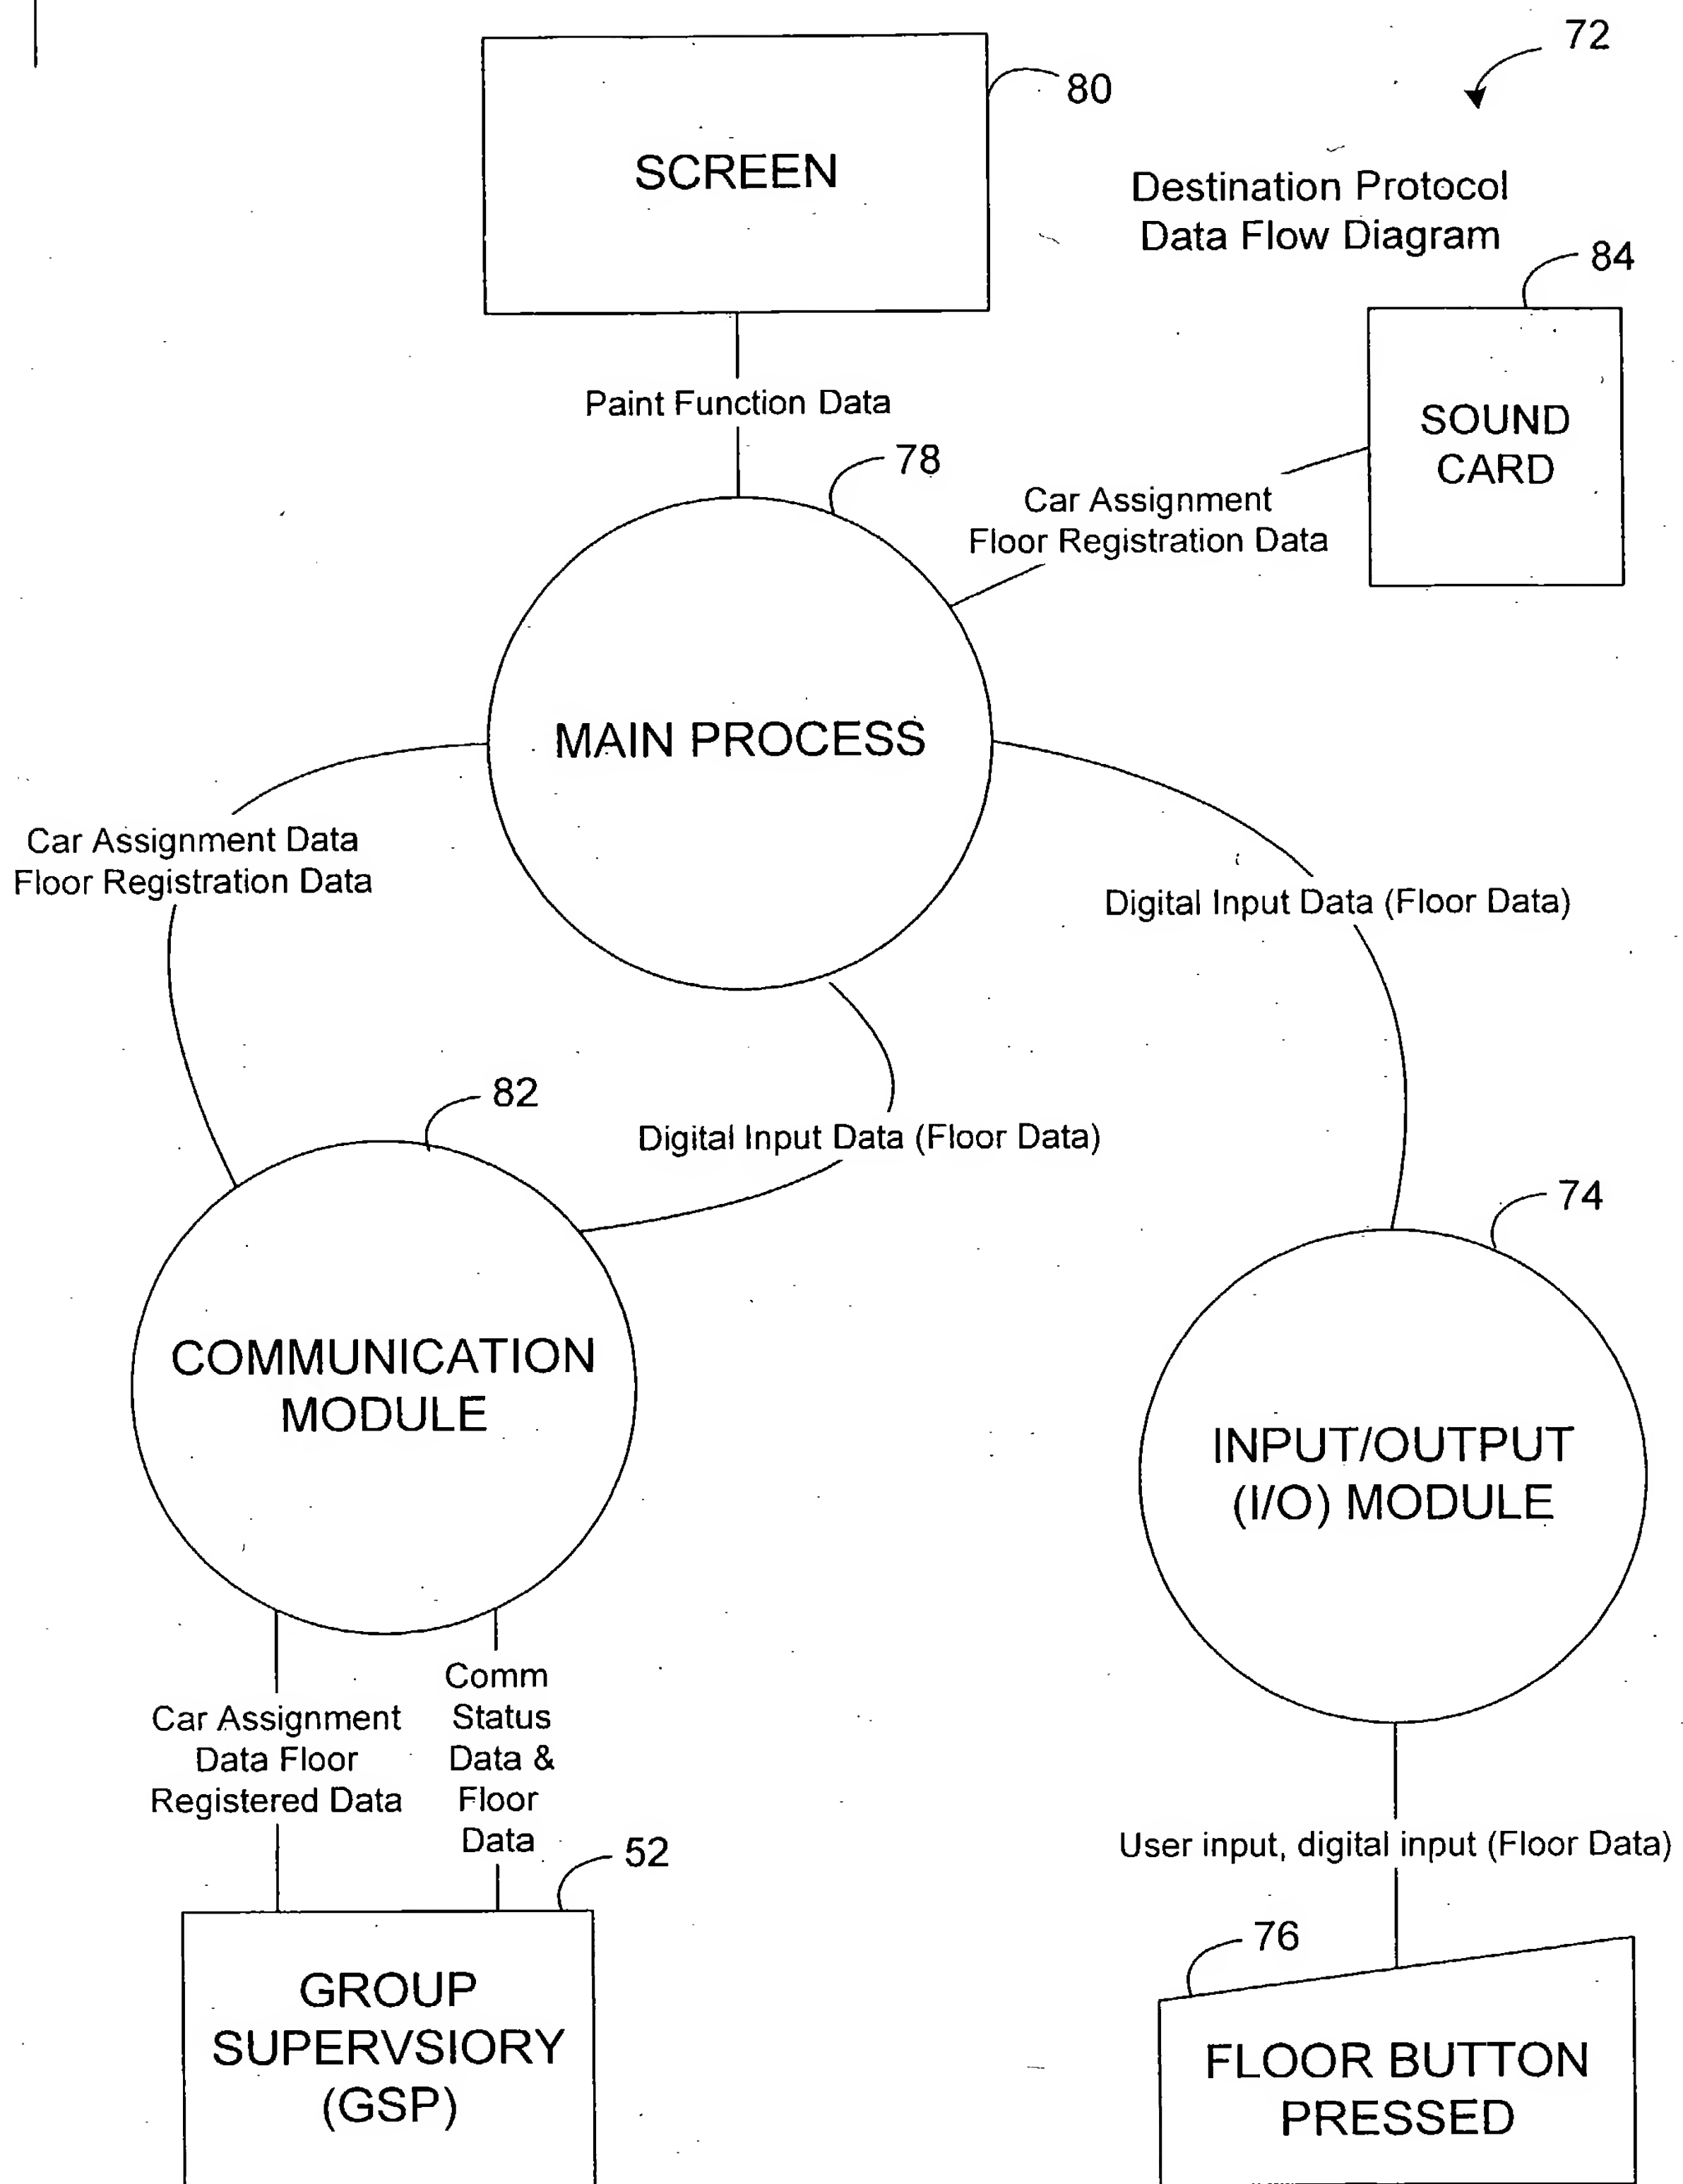 72
80
SCREEN
Destination Protocol
Data Flow Diagram
84
SOUND
CARD
Paint Function Data
78
Car Assignment
Floor Registration Data
MAIN PROCESS
Car Assignment Data
Floor Registration Data
Digital Input Data (Floor Data)
82
Digital Input Data (Floor Data)
74
COMMUNICATION
MODULE
INPUT/OUTPUT
(I/O) MODULE
Car Assignment
Data Floor
Registered Data
Comm
Status
Data &
Floor
Data
52
User input, digital input (Floor Data)
76
GROUP
SUPERVSIORY
(GSP)
FLOOR BUTTON
PRESSED